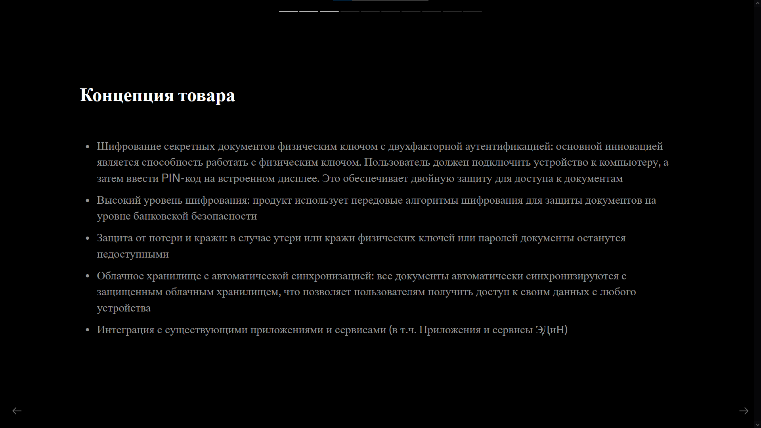 Концепция товара
• Шифрование секретных документов физическим ключом с двухфакторной аутентификацией: основной инновацией
является способность работать с физическим ключом. Пользователь должен подключить устройство к компьютеру, а
затем ввести PIN-код на встроенном дисплее. Это обеспечивает двойную защиту для доступа к документам
• Высокий уровень шифрования: продукт использует передовые алгоритмы шифрования для защиты документов на
уровне банковской безопасности
• Защита от потери и кражи: в случае утери или кражи физических ключей или паролей документы останутся
недоступными
• Облачное хранилище с автоматической синхронизацией: все документы автоматически синхронизируются с
защищенным облачным хранилищем, что позволяет пользователям получить доступ к своим данных с любого
устройства
• Интеграция с существующими приложениями и сервисами (в т.ч. Приложения и сервисы ЭДиН)